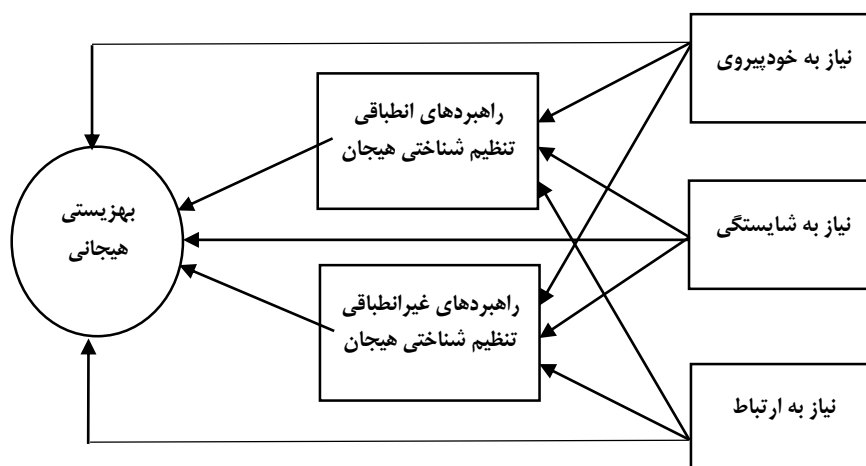 نیاز به خودپیروی
راهبردهای انطباقی
تنظیم شناختی هیجان
نیاز به شایستگی
بهزیستی
هیجانی
راهبردهای غیرانطباقی
تنظیم شناختی هیجان
نیاز به ارتباط